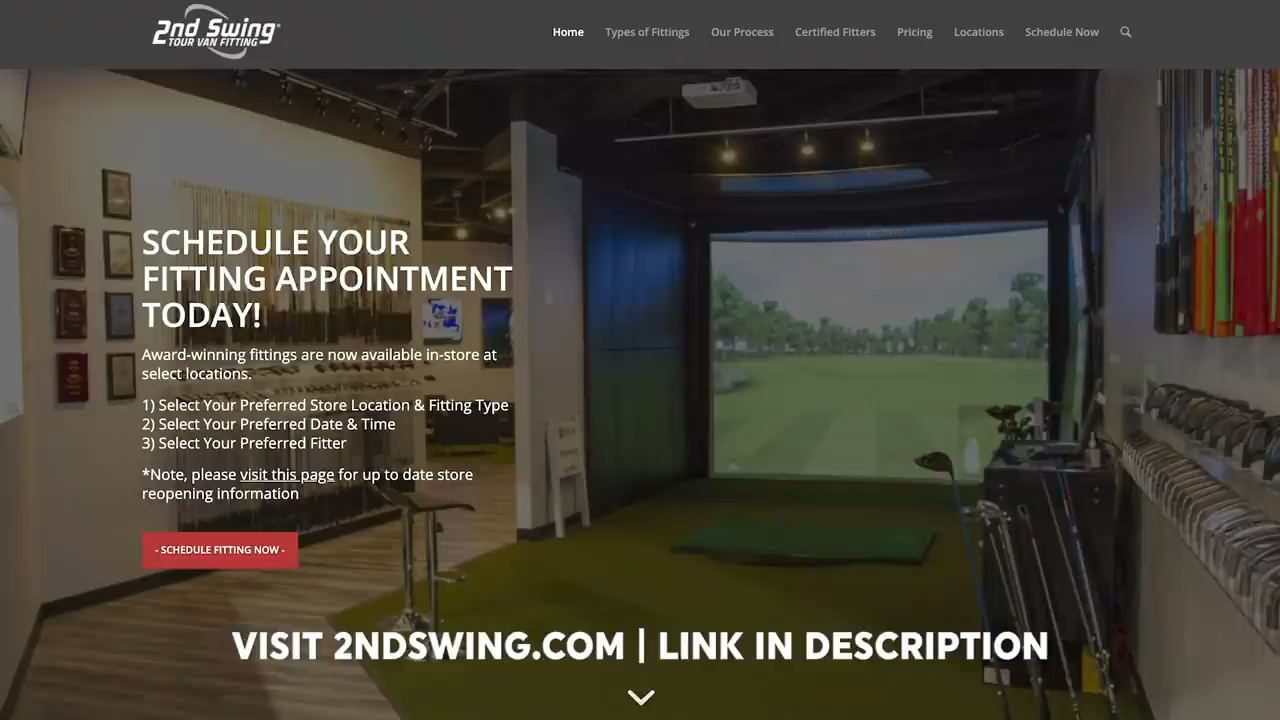 2nd Swing
TOUR VAN FITTING
Home
Types of Fittings
Our Process
Certified Fitters
Pricing
Locations
Schedule Now
SCHEDULE YOUR
FITTING APPOINTMENT
TODAY!
Award-winning fittings are now available in-store at
select locations.
1) Select Your Preferred Store Location & Fitting Type
2) Select Your Preferred Date & Time
3) Select Your Preferred Fitter
*Note, please visit this page for up to date store
reopening information
- SCHEDULE FITTING NOW -
VISIT 2NDSWING.COM | LINK IN DESCRIPTION